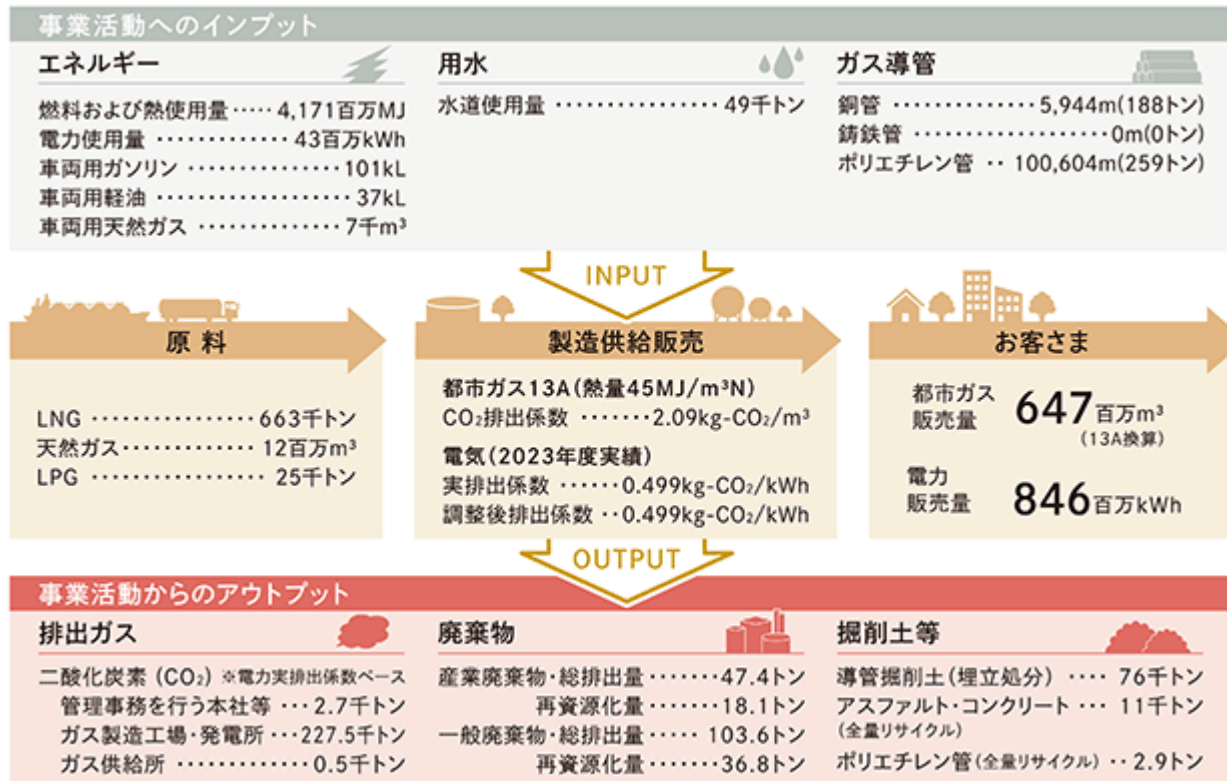 事業活動へのインプット
エネルギー
燃料および熱使用量 ····· 4,171百万MJ
電力使用量 ············· 43百万kWh
車両用ガソリン ··············· 101kL
車両用軽油 ··················· 37kL
車両用天然ガス ·············· 7千m³
用水
水道使用量 ················ 49千トン
ガス導管
鋼管 ·············· 5,944m(188トン)
鋳鉄管 ···················· 0m(0トン)
ポリエチレン管 ·· 100,604m(259トン)
INPUT
原料
LNG ················ 663千トン
天然ガス ············· 12百万m³
LPG ················ 25千トン
製造供給販売
都市ガス13A(熱量45MJ/m³N)
CO₂排出係数 ······· 2.09kg-CO₂/m³
電気(2023年度実績)
実排出係数 ······ 0.499kg-CO₂/kWh
調整後排出係数 ·· 0.499kg-CO₂/kWh
お客さま
都市ガス
販売量 647百万m³
(13A換算)
電力
販売量 846百万kWh
OUTPUT
事業活動からのアウトプット
排出ガス
二酸化炭素 (CO₂) ※電力実排出係数ベース
管理事務を行う本社等 ··· 2.7千トン
ガス製造工場・発電所 ··· 227.5千トン
ガス供給所 ············· 0.5千トン
廃棄物
産業廃棄物・総排出量 ······· 47.4トン
再資源化量 ······· 18.1トン
一般廃棄物・総排出量 ····· 103.6トン
再資源化量 ······· 36.8トン
掘削土等
導管掘削土(埋立処分) ···· 76千トン
アスファルト・コンクリート ··· 11千トン
(全量リサイクル)
ポリエチレン管(全量リサイクル) ·· 2.9トン